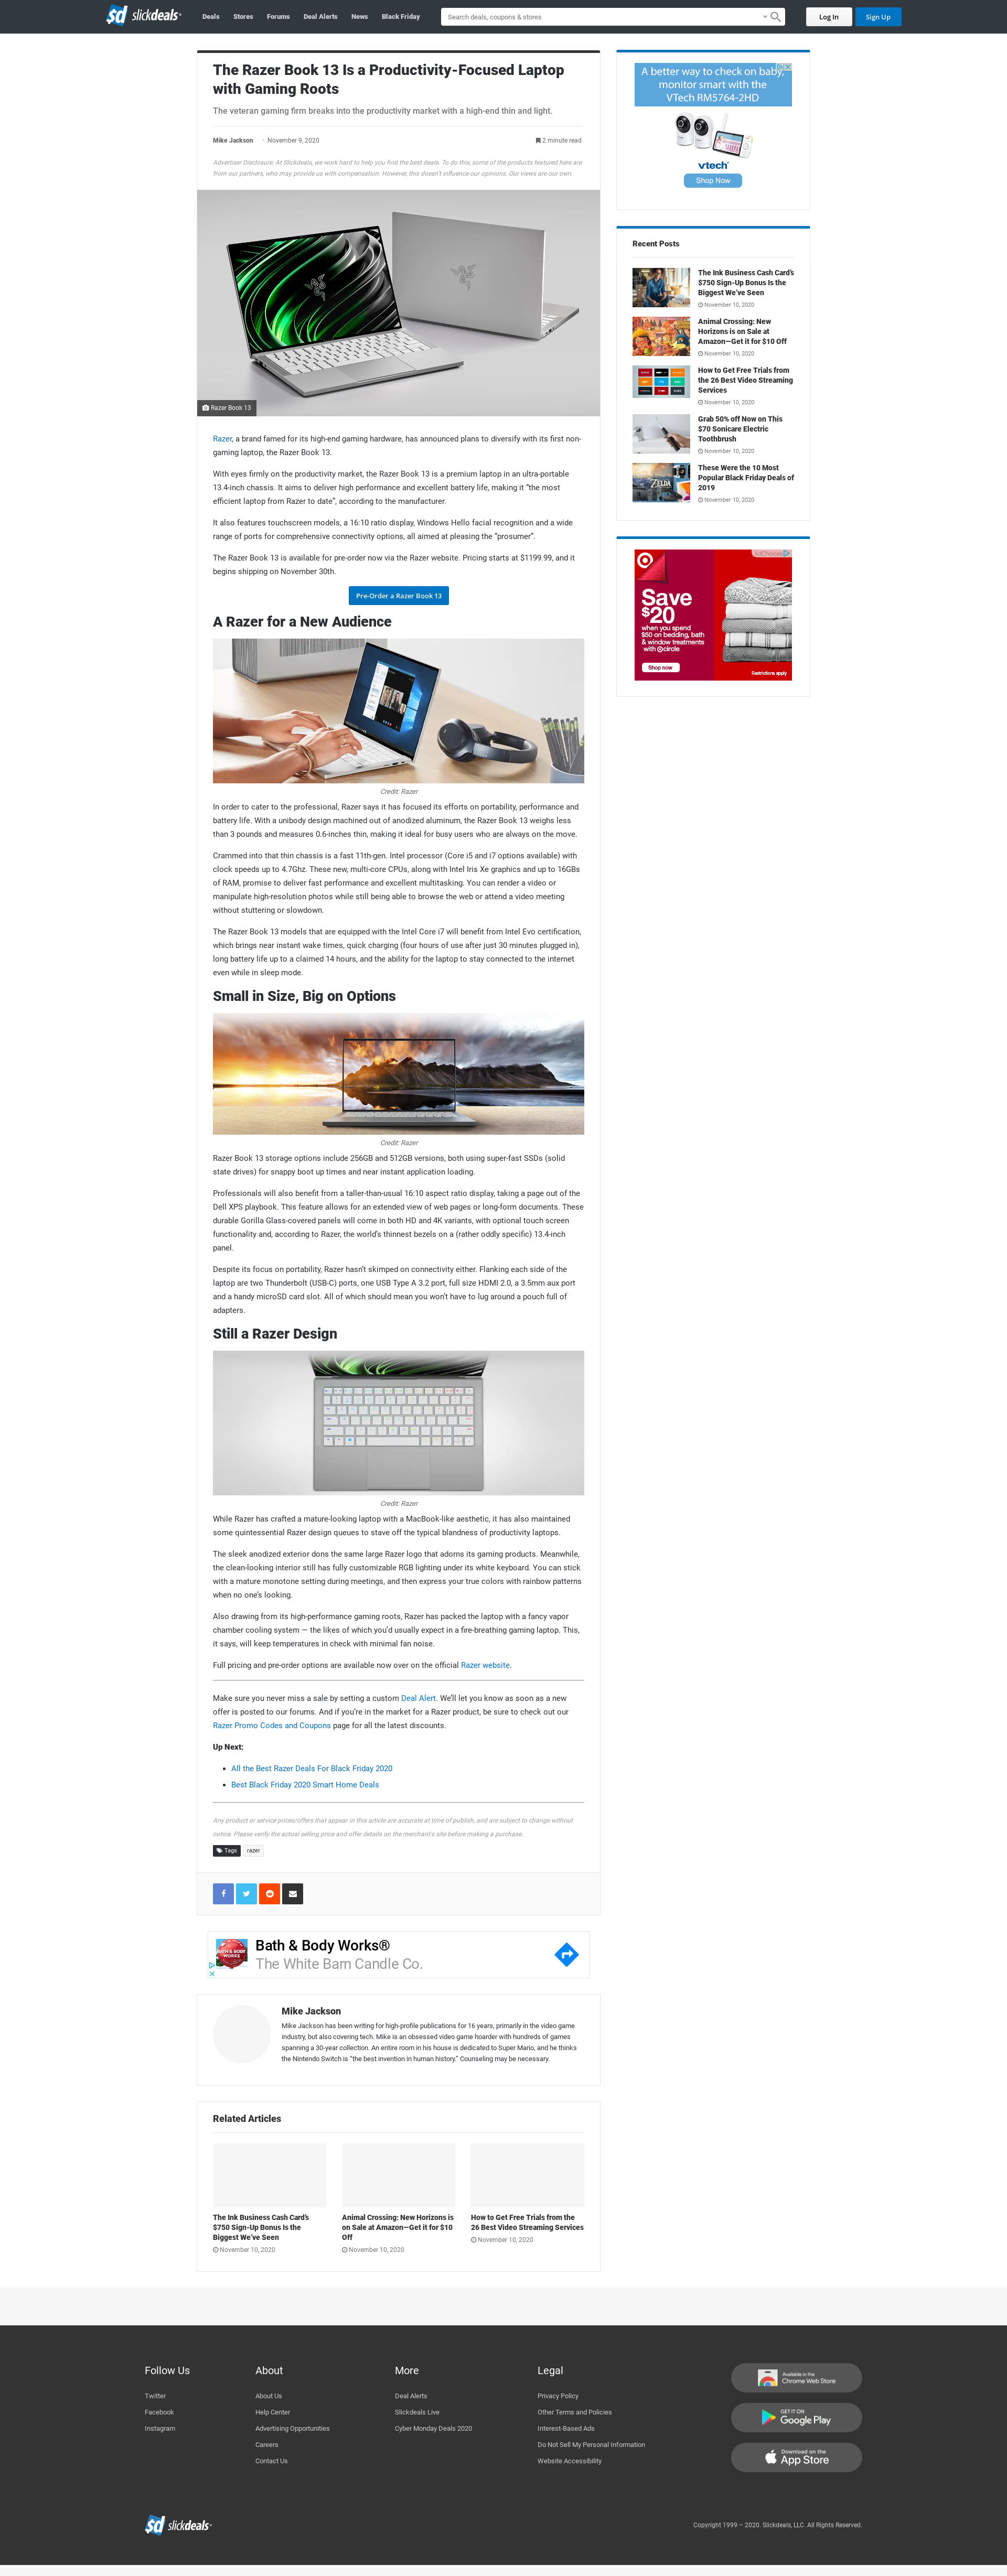 sd slickdeals
Deals Stores Forums Deal Alerts News Black Friday
Search deals, coupons & stores
Log In
Sign Up
The Razer Book 13 Is a Productivity-Focused Laptop
with Gaming Roots
The veteran gaming firm breaks into the productivity market with a high-end thin and light.
Mike Jackson · November 9, 2020
2 minute read
Advertiser Disclosure: At Slickdeals, we work hard to help you find the best deals. To do this, some of the products featured here are
from our partners, who may provide us with compensation. However, this doesn't influence our opinions. Our views are our own.
Razer Book 13
Razer, a brand famed for its high-end gaming hardware, has announced plans to diversify with its first non-
gaming laptop, the Razer Book 13.
With eyes firmly on the productivity market, the Razer Book 13 is a premium laptop in an ultra-portable
13.4-inch chassis. It aims to deliver high performance and excellent battery life, making it “the most
efficient laptop from Razer to date”, according to the manufacturer.
It also features touchscreen models, a 16:10 ratio display, Windows Hello facial recognition and a wide
range of ports for comprehensive connectivity options, all aimed at pleasing the “prosumer”.
The Razer Book 13 is available for pre-order now via the Razer website. Pricing starts at $1199.99, and it
begins shipping on November 30th.
Pre-Order a Razer Book 13
A Razer for a New Audience
Credit: Razer
In order to cater to the professional, Razer says it has focused its efforts on portability, performance and
battery life. With a unibody design machined out of anodized aluminum, the Razer Book 13 weighs less
than 3 pounds and measures 0.6-inches thin, making it ideal for busy users who are always on the move.
Crammed into that thin chassis is a fast 11th-gen. Intel processor (Core i5 and i7 options available) with
clock speeds up to 4.7Ghz. These new, multi-core CPUs, along with Intel Iris Xe graphics and up to 16GBs
of RAM, promise to deliver fast performance and excellent multitasking. You can render a video or
manipulate high-resolution photos while still being able to browse the web or attend a video meeting
without stuttering or slowdown.
The Razer Book 13 models that are equipped with the Intel Core i7 will benefit from Intel Evo certification,
which brings near instant wake times, quick charging (four hours of use after just 30 minutes plugged in),
long battery life up to a claimed 14 hours, and the ability for the laptop to stay connected to the internet
even while in sleep mode.
Small in Size, Big on Options
Credit: Razer
Razer Book 13 storage options include 256GB and 512GB versions, both using super-fast SSDs (solid
state drives) for snappy boot up times and near instant application loading.
Professionals will also benefit from a taller-than-usual 16:10 aspect ratio display, taking a page out of the
Dell XPS playbook. This feature allows for an extended view of web pages or long-form documents. These
durable Gorilla Glass-covered panels will come in both HD and 4K variants, with optional touch screen
functionality and, according to Razer, the world’s thinnest bezels on a (rather oddly specific) 13.4-inch
panel.
Despite its focus on portability, Razer hasn’t skimped on connectivity either. Flanking each side of the
laptop are two Thunderbolt (USB-C) ports, one USB Type A 3.2 port, full size HDMI 2.0, a 3.5mm aux port
and a handy microSD card slot. All of which should mean you won’t have to lug around a pouch full of
adapters.
Still a Razer Design
Credit: Razer
While Razer has crafted a mature-looking laptop with a MacBook-like aesthetic, it has also maintained
some quintessential Razer design queues to stave off the typical blandness of productivity laptops.
The sleek anodized exterior dons the same large Razer logo that adorns its gaming products. Meanwhile,
the clean-looking interior still has fully customizable RGB lighting under its white keyboard. You can stick
with a mature monotone setting during meetings, and then express your true colors with rainbow patterns
when no one’s looking.
Also drawing from its high-performance gaming roots, Razer has packed the laptop with a fancy vapor
chamber cooling system — the likes of which you’d usually expect in a fire-breathing gaming laptop. This,
it says, will keep temperatures in check with minimal fan noise.
Full pricing and pre-order options are available now over on the official Razer website.
Make sure you never miss a sale by setting a custom Deal Alert. We’ll let you know as soon as a new
offer is posted to our forums. And if you’re in the market for a Razer product, be sure to check out our
Razer Promo Codes and Coupons page for all the latest discounts.
Up Next:
All the Best Razer Deals For Black Friday 2020
Best Black Friday 2020 Smart Home Deals
Any product or service prices/offers that appear in this article are accurate at time of publish, and are subject to change without
notice. Please verify the actual selling price and offer details on the merchant's site before making a purchase.
Tags razer
Bath & Body Works®
The White Barn Candle Co.
Mike Jackson
Mike Jackson has been writing for high-profile publications for 16 years, primarily in the video game
industry, but also covering tech. Mike is an obsessed video game hoarder with hundreds of games
spanning a 30-year collection. An entire room in his house is dedicated to Super Mario, and he thinks
the Nintendo Switch is “the best invention in human history.” Counseling may be necessary.
Related Articles
The Ink Business Cash Card’s
$750 Sign-Up Bonus Is the
Biggest We’ve Seen
November 10, 2020
Animal Crossing: New Horizons is
on Sale at Amazon—Get it for $10
Off
November 10, 2020
How to Get Free Trials from the
26 Best Video Streaming Services
November 10, 2020
A better way to check on baby,
monitor smart with the
VTech RM5764-2HD
vtech
Shop Now
Recent Posts
The Ink Business Cash Card’s
$750 Sign-Up Bonus Is the
Biggest We’ve Seen
November 10, 2020
Animal Crossing: New
Horizons is on Sale at
Amazon—Get it for $10 Off
November 10, 2020
How to Get Free Trials from
the 26 Best Video Streaming
Services
November 10, 2020
Grab 50% off Now on This
$70 Sonicare Electric
Toothbrush
November 10, 2020
ZELDA
These Were the 10 Most
Popular Black Friday Deals of
2019
November 10, 2020
AdChoices
Save
$20
when you spend
$50 on bedding, bath
& window treatments
with circle
Shop now
Restrictions apply
Follow Us
Twitter
Facebook
Instagram
About
About Us
Help Center
Advertising Opportunities
Careers
Contact Us
More
Deal Alerts
Slickdeals Live
Cyber Monday Deals 2020
Legal
Privacy Policy
Other Terms and Policies
Interest-Based Ads
Do Not Sell My Personal Information
Website Accessibility
Available in the
Chrome Web Store
GET IT ON
Google Play
Download on the
App Store
sd slickdeals
Copyright 1999 – 2020. Slickdeals, LLC. All Rights Reserved.